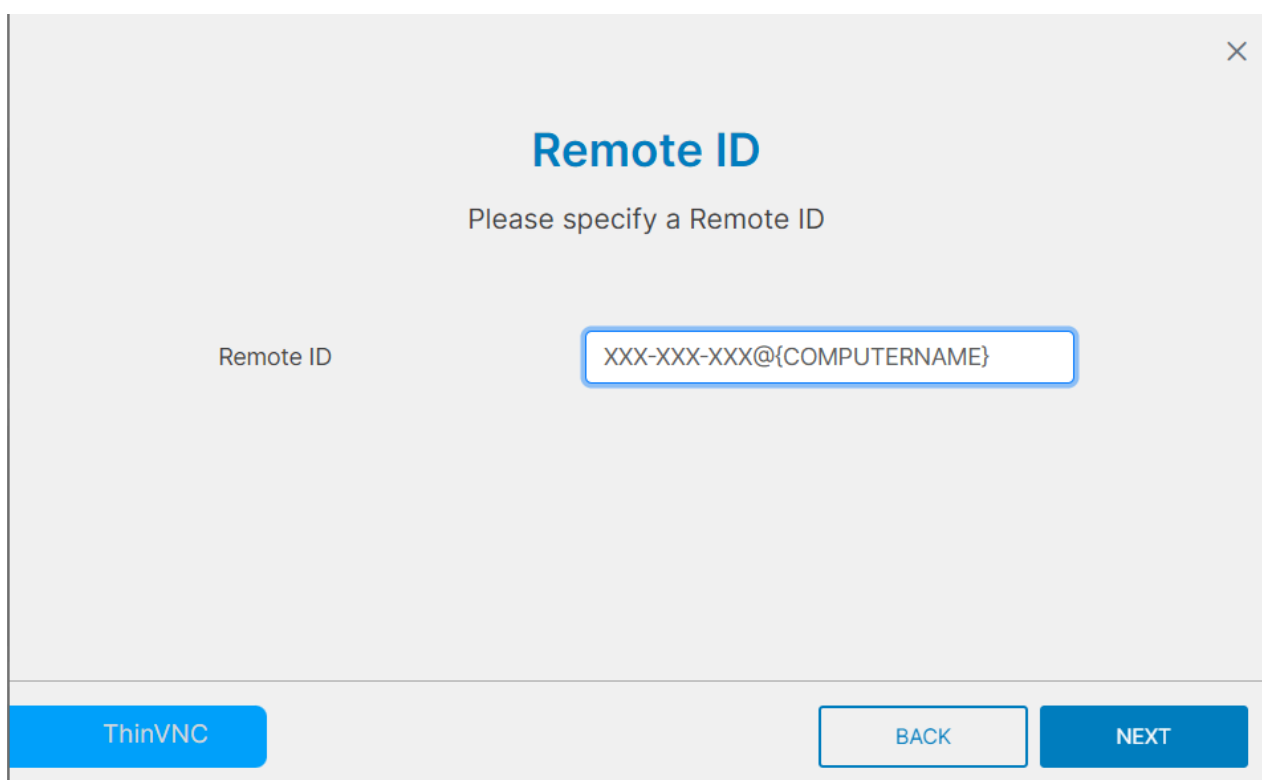 Remote ID
Please specify a Remote ID
Remote ID
XXX-XXX-XXX@{COMPUTERNAME}
ThinVNC
BACK
NEXT